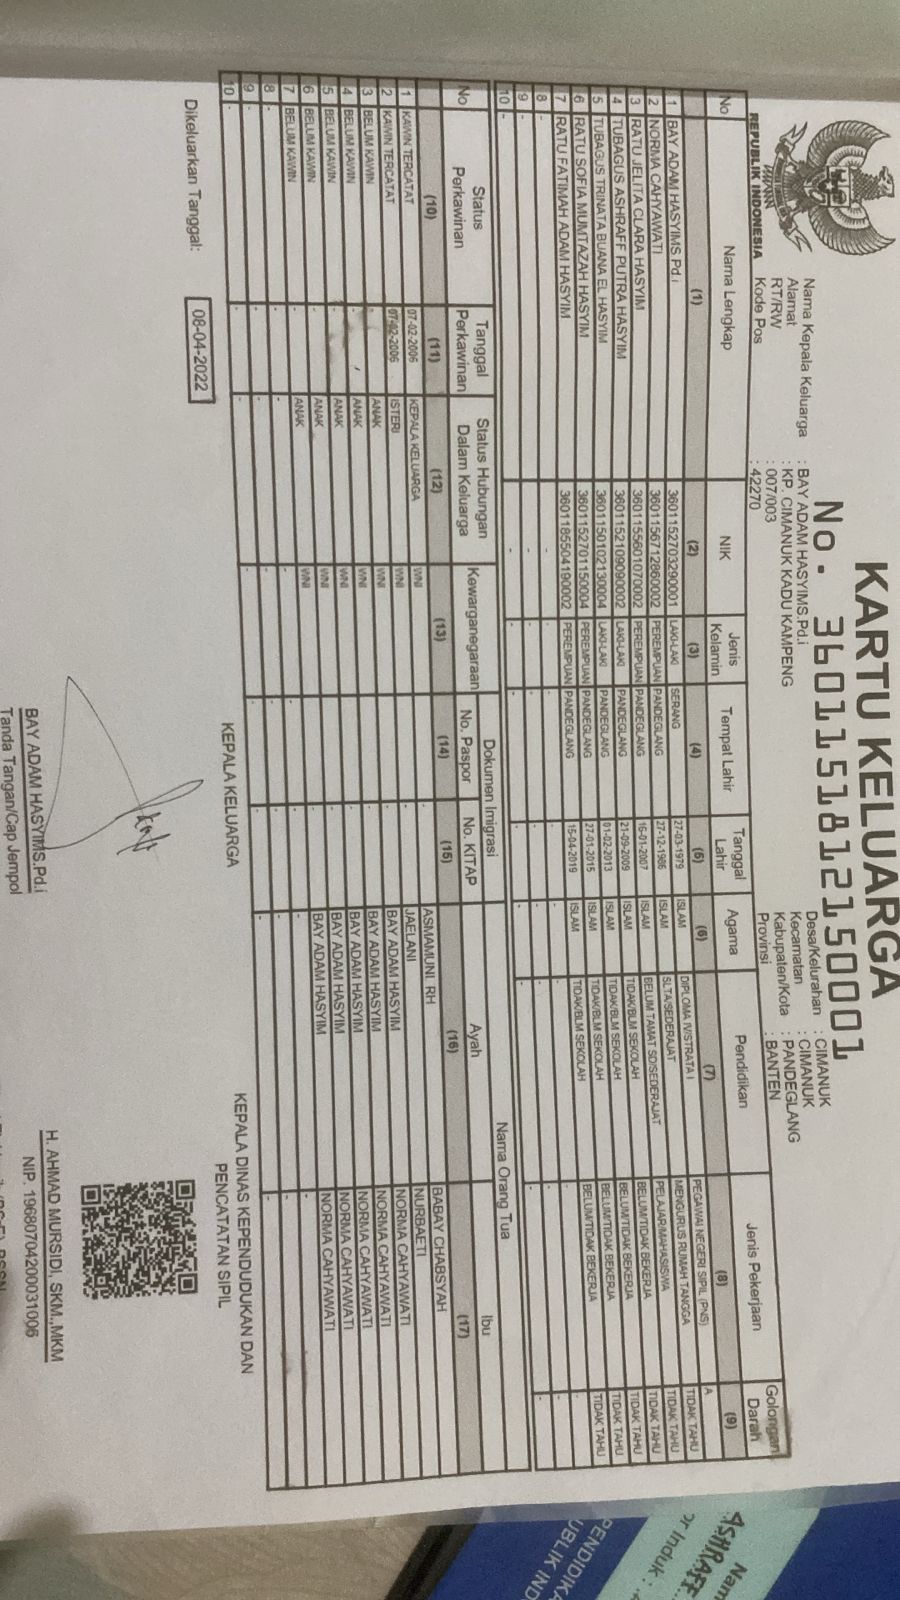 KARTU KELUARGA
No. 3601151812150001
REPUBLIK INDONESIA
Nama Kepala Keluarga : BAY ADAM HASYIMS.Pd.i
Alamat : KP. CIMANUK KADU KAMPENG
RT/RW : 007/003
Kode Pos : 42270
Desa/Kelurahan : CIMANUK
Kecamatan : CIMANUK
Kabupaten/Kota : PANDEGLANG
Provinsi : BANTEN
No Nama Lengkap NIK Jenis Kelamin Tempat Lahir Tanggal Lahir Agama Pendidikan Jenis Pekerjaan Golongan Darah
(1) (2) (3) (4) (5) (6) (7) (8) (9)
1 BAY ADAM HASYIMS Pd.i 3601152703290001 LAKI-LAKI SERANG 27-03-1979 ISLAM DIPLOMA IV/STRATA I PEGAWAI NEGERI SIPIL (PNS) A
2 NORMA CAHYAWATI 3601156712860002 PEREMPUAN PANDEGLANG 27-12-1986 ISLAM SLTA/SEDERAJAT MENGURUS RUMAH TANGGA TIDAK TAHU
3 RATU JELITA CLARA HASYIM 3601155601070002 PEREMPUAN PANDEGLANG 16-01-2007 ISLAM BELUM TAMAT SD/SEDERAJAT PELAJAR/MAHASISWA TIDAK TAHU
4 TUBAGUS ASHRAFF PUTRA HASYIM 3601152109090002 LAKI-LAKI PANDEGLANG 21-09-2009 ISLAM TIDAK/BLM SEKOLAH BELUM/TIDAK BEKERJA TIDAK TAHU
5 TUBAGUS TRINATA BUANA EL HASYIM 3601150102130004 LAKI-LAKI PANDEGLANG 01-02-2013 ISLAM TIDAK/BLM SEKOLAH BELUM/TIDAK BEKERJA TIDAK TAHU
6 RATU SOFIA MUMTAZAH HASYIM 3601152701150004 PEREMPUAN PANDEGLANG 27-01-2015 ISLAM TIDAK/BLM SEKOLAH BELUM/TIDAK BEKERJA TIDAK TAHU
7 RATU FATIMAH ADAM HASYIM 3601185504190002 PEREMPUAN PANDEGLANG 15-04-2019 ISLAM TIDAK/BLM SEKOLAH BELUM/TIDAK BEKERJA TIDAK TAHU
8 - - - - - - - - -
9 - - - - - - - - -
10 - - - - - - - - -
No Status Perkawinan Tanggal Perkawinan Status Hubungan Dalam Keluarga Kewarganegaraan Dokumen Imigrasi Nama Orang Tua
No. Paspor No. KITAP Ayah Ibu
(10) (11) (12) (13) (14) (15) (16) (17)
1 KAWIN TERCATAT 07-02-2006 KEPALA KELUARGA WNI - - ASMAMUNI. RH BABAY CHABSYAH
2 KAWIN TERCATAT 07-02-2006 ISTERI WNI - - JAELANI NURBAETI
3 BELUM KAWIN - ANAK WNI - - BAY ADAM HASYIM NORMA CAHYAWATI
4 BELUM KAWIN - ANAK WNI - - BAY ADAM HASYIM NORMA CAHYAWATI
5 BELUM KAWIN - ANAK WNI - - BAY ADAM HASYIM NORMA CAHYAWATI
6 BELUM KAWIN - ANAK WNI - - BAY ADAM HASYIM NORMA CAHYAWATI
7 BELUM KAWIN - ANAK WNI - - BAY ADAM HASYIM NORMA CAHYAWATI
8 - - - - - - - -
9 - - - - - - - -
10 - - - - - - - -
Dikeluarkan Tanggal: 08-04-2022
KEPALA KELUARGA
BAY ADAM HASYIMS.Pd.i
Tanda Tangan/Cap Jempol
KEPALA DINAS KEPENDUDUKAN DAN
PENCATATAN SIPIL
H. AHMAD MURSIDI, SKM.,MKM
NIP. 196807042000031006
PENDIDIKA
UBLIK IND
Nam
ASHRAFF
or Induk :